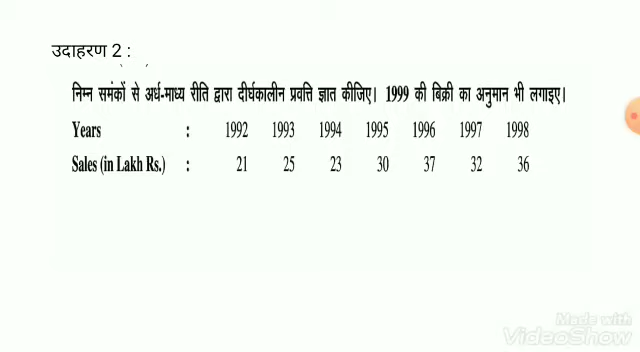 उदाहरण 2 :
निम्न समंकों से अर्ध-माध्य रीति द्वारा दीर्घकालीन प्रवत्ति ज्ञात कीजिए। 1999 की बिक्री का अनुमान भी लगाइए।
Years : 1992 1993 1994 1995 1996 1997 1998
Sales (in Lakh Rs.) : 21 25 23 30 37 32 36
Made with
VideoShow